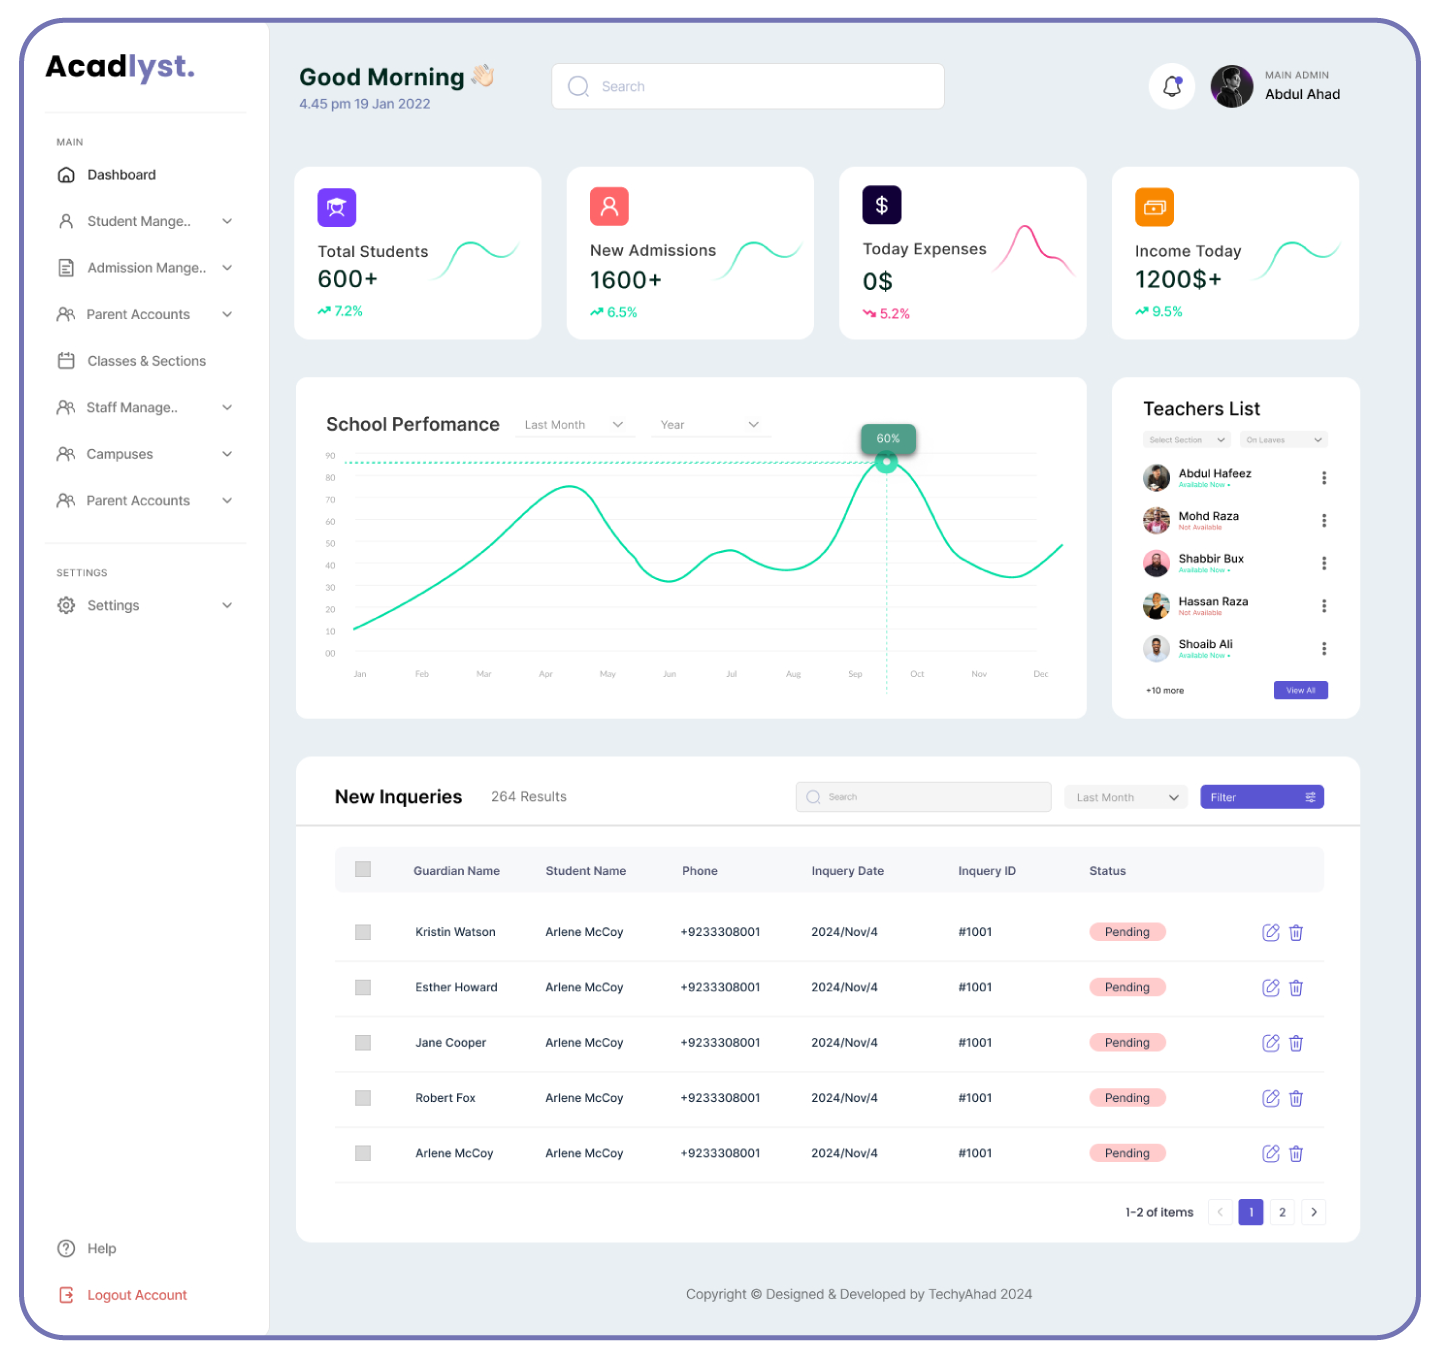 Acadlyst.
MAIN
Dashboard
Student Mange..
Admission Mange..
Parent Accounts
Classes & Sections
Staff Manage..
Campuses
Parent Accounts
SETTINGS
Settings
Help
Logout Account
Good Morning 👋🏻
4.45 pm 19 Jan 2022
Search
MAIN ADMIN
Abdul Ahad
Total Students
600+
7.2%
New Admissions
1600+
6.5%
$
Today Expenses
0$
5.2%
Income Today
1200$+
9.5%
School Perfomance
Last Month
Year
60%
90
80
70
60
50
40
30
20
10
00
Jan Feb Mar Apr May Jun Jul Aug Sep Oct Nov Dec
Teachers List
Select Section
On Leaves
Abdul Hafeez
Available Now •
Mohd Raza
Not Available
Shabbir Bux
Available Now •
Hassan Raza
Not Available
Shoaib Ali
Available Now •
+10 more
View All
New Inqueries 264 Results
Search
Last Month
Filter
Guardian Name Student Name Phone Inquery Date Inquery ID Status
Kristin Watson Arlene McCoy +9233308001 2024/Nov/4 #1001 Pending
Esther Howard Arlene McCoy +9233308001 2024/Nov/4 #1001 Pending
Jane Cooper Arlene McCoy +9233308001 2024/Nov/4 #1001 Pending
Robert Fox Arlene McCoy +9233308001 2024/Nov/4 #1001 Pending
Arlene McCoy Arlene McCoy +9233308001 2024/Nov/4 #1001 Pending
1-2 of items < 1 2 >
Copyright © Designed & Developed by TechyAhad 2024